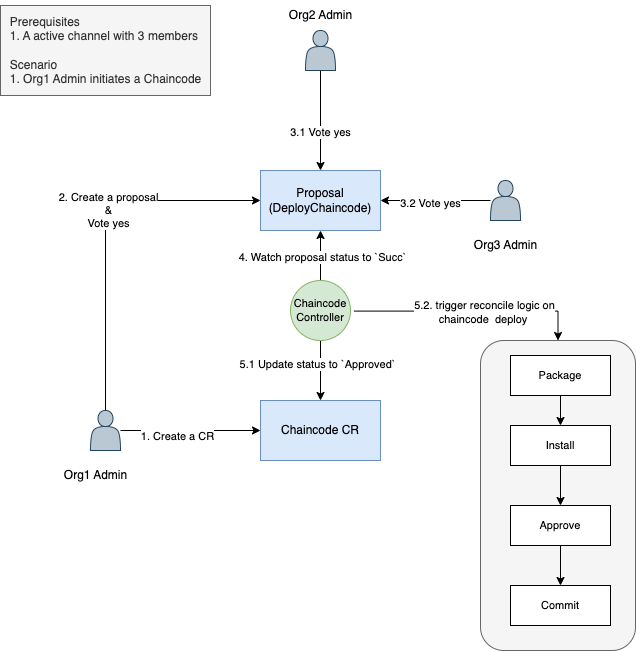 Prerequisites
1. A active channel with 3 members
Scenario
1. Org1 Admin initiates a Chaincode
Org2 Admin
3.1 Vote yes
2. Create a proposal
&
Vote yes
Proposal
(DeployChaincode)
3.2 Vote yes
Org3 Admin
4. Watch proposal status to `Succ`
Chaincode
Controller
5.2. trigger reconcile logic on
chaincode deploy
5.1 Update status to `Approved`
Package
Install
Approve
Commit
1. Create a CR
Chaincode CR
Org1 Admin